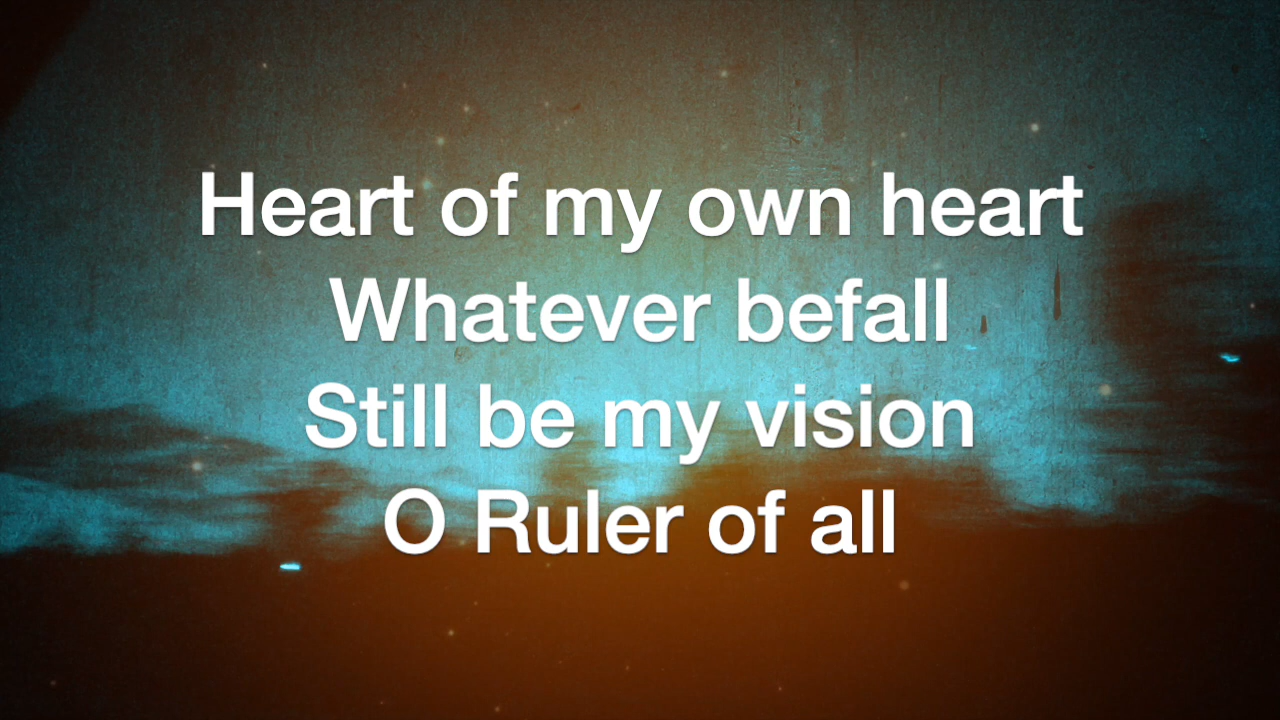 Heart of my own heart
Whatever befall
Still be my vision
O Ruler of all